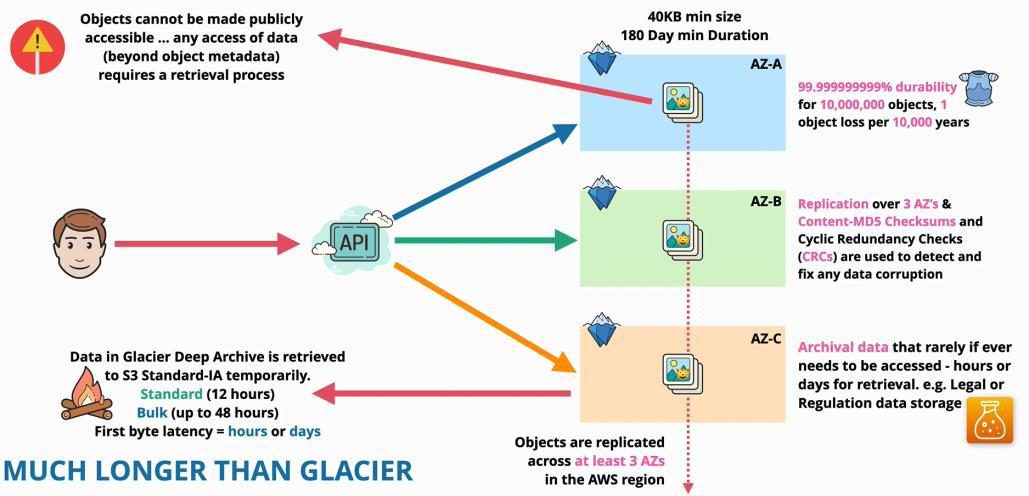 Objects cannot be made publicly
accessible ... any access of data
(beyond object metadata)
requires a retrieval process
40KB min size
180 Day min Duration
AZ-A
99.999999999% durability
for 10,000,000 objects, 1
object loss per 10,000 years
API
AZ-B
Replication over 3 AZ's &
Content-MD5 Checksums and
Cyclic Redundancy Checks
(CRCs) are used to detect and
fix any data corruption
AZ-C
Archival data that rarely if ever
needs to be accessed - hours or
days for retrieval. e.g. Legal or
Regulation data storage
Data in Glacier Deep Archive is retrieved
to S3 Standard-IA temporarily.
Standard (12 hours)
Bulk (up to 48 hours)
First byte latency = hours or days
Objects are replicated
across at least 3 AZs
in the AWS region
MUCH LONGER THAN GLACIER